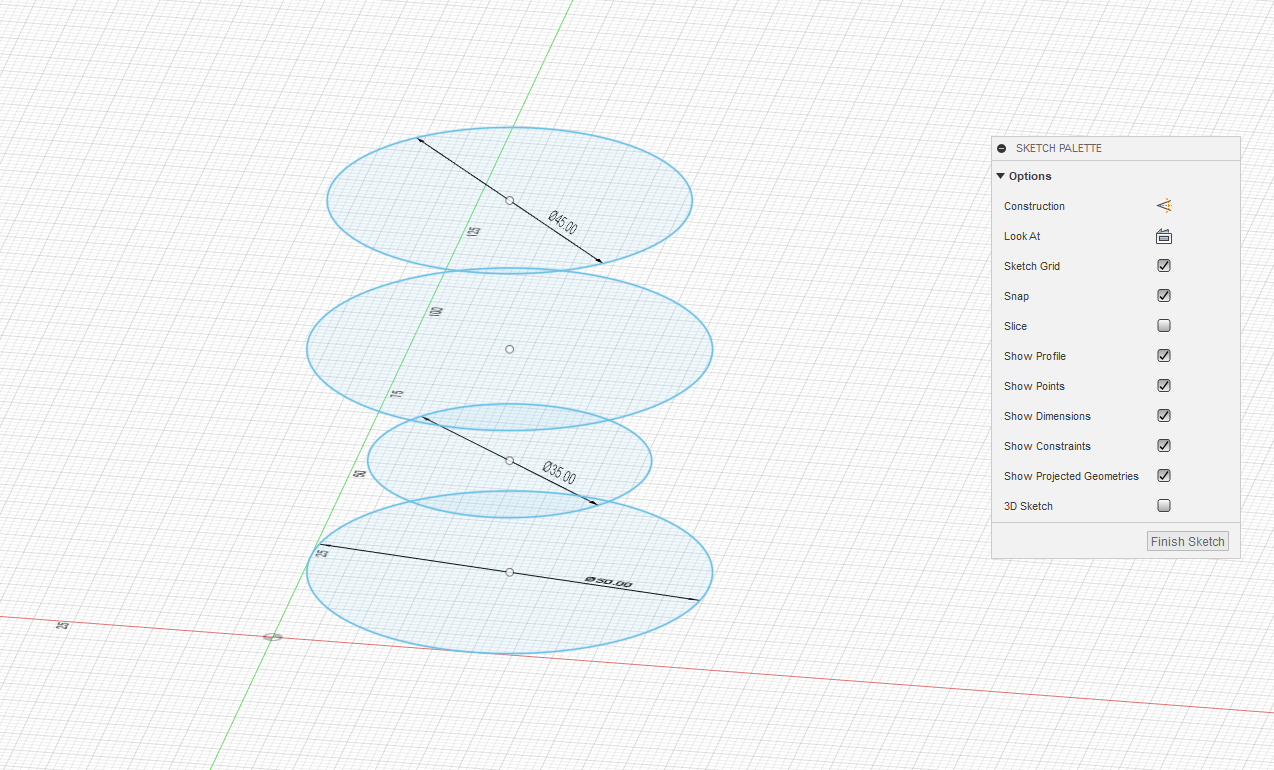 Ø45.00
125
100
75
Ø35.00
50
25
Ø50.00
25
SKETCH PALETTE
Options
Construction
Look At
Sketch Grid
Snap
Slice
Show Profile
Show Points
Show Dimensions
Show Constraints
Show Projected Geometries
3D Sketch
Finish Sketch